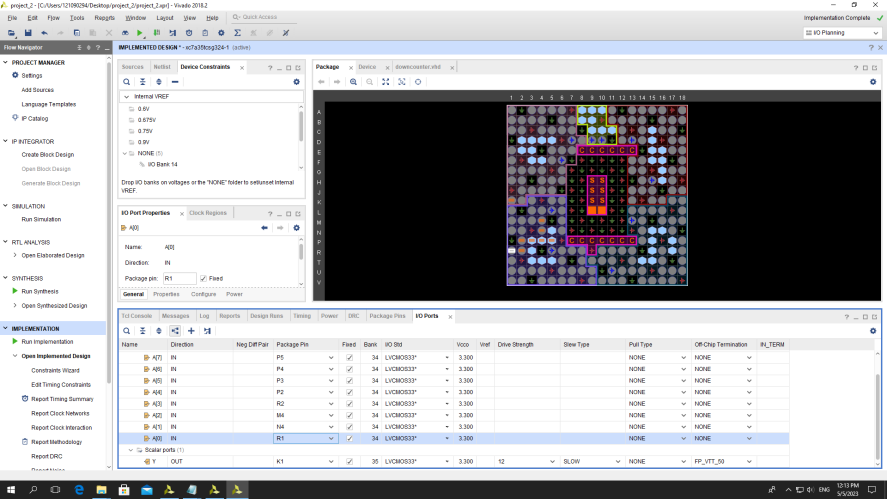 project_2 - [C:/Users/121090294/Desktop/project_2/project_2.xpr] - Vivado 2018.2
File Edit Flow Tools Reports Window Layout View Help Quick Access
Implementation Complete
I/O Planning
Flow Navigator
IMPLEMENTED DESIGN * - xc7a35tcsg324-1 (active)
PROJECT MANAGER
Settings
Add Sources
Language Templates
IP Catalog
IP INTEGRATOR
Create Block Design
Open Block Design
Generate Block Design
SIMULATION
Run Simulation
RTL ANALYSIS
Open Elaborated Design
SYNTHESIS
Run Synthesis
Open Synthesized Design
IMPLEMENTATION
Run Implementation
Open Implemented Design
Constraints Wizard
Edit Timing Constraints
Report Timing Summary
Report Clock Networks
Report Clock Interaction
Report Methodology
Report DRC
Report Noise
Sources Netlist Device Constraints
Internal VREF
0.6V
0.675V
0.75V
0.9V
NONE (5)
I/O Bank 14
Drop I/O banks on voltages or the "NONE" folder to set/unset Internal
VREF.
I/O Port Properties Clock Regions
A[0]
Name: A[0]
Direction: IN
Package pin: R1 Fixed
General Properties Configure Power
Package Device downcounter.vhd
1 2 3 4 5 6 7 8 9 10 11 12 13 14 15 16 17 18
A
B
C
D
E
F
G
H
J
K
L
M
N
P
R
T
U
V
C C C C C C
S S
S S
S
C C C C C C C
Tcl Console Messages Log Reports Design Runs Timing Power DRC Package Pins I/O Ports
Name Direction Neg Diff Pair Package Pin Fixed Bank I/O Std Vcco Vref Drive Strength Slew Type Pull Type Off-Chip Termination IN_TERM
A[7] IN P5 34 LVCMOS33* 3.300 NONE NONE
A[6] IN P4 34 LVCMOS33* 3.300 NONE NONE
A[5] IN P3 34 LVCMOS33* 3.300 NONE NONE
A[4] IN P2 34 LVCMOS33* 3.300 NONE NONE
A[3] IN R2 34 LVCMOS33* 3.300 NONE NONE
A[2] IN M4 34 LVCMOS33* 3.300 NONE NONE
A[1] IN N4 34 LVCMOS33* 3.300 NONE NONE
A[0] IN R1 34 LVCMOS33* 3.300 NONE NONE
Scalar ports (1)
Y OUT K1 35 LVCMOS33* 3.300 12 SLOW NONE FP_VTT_50
ENG
12:13 PM
5/5/2023